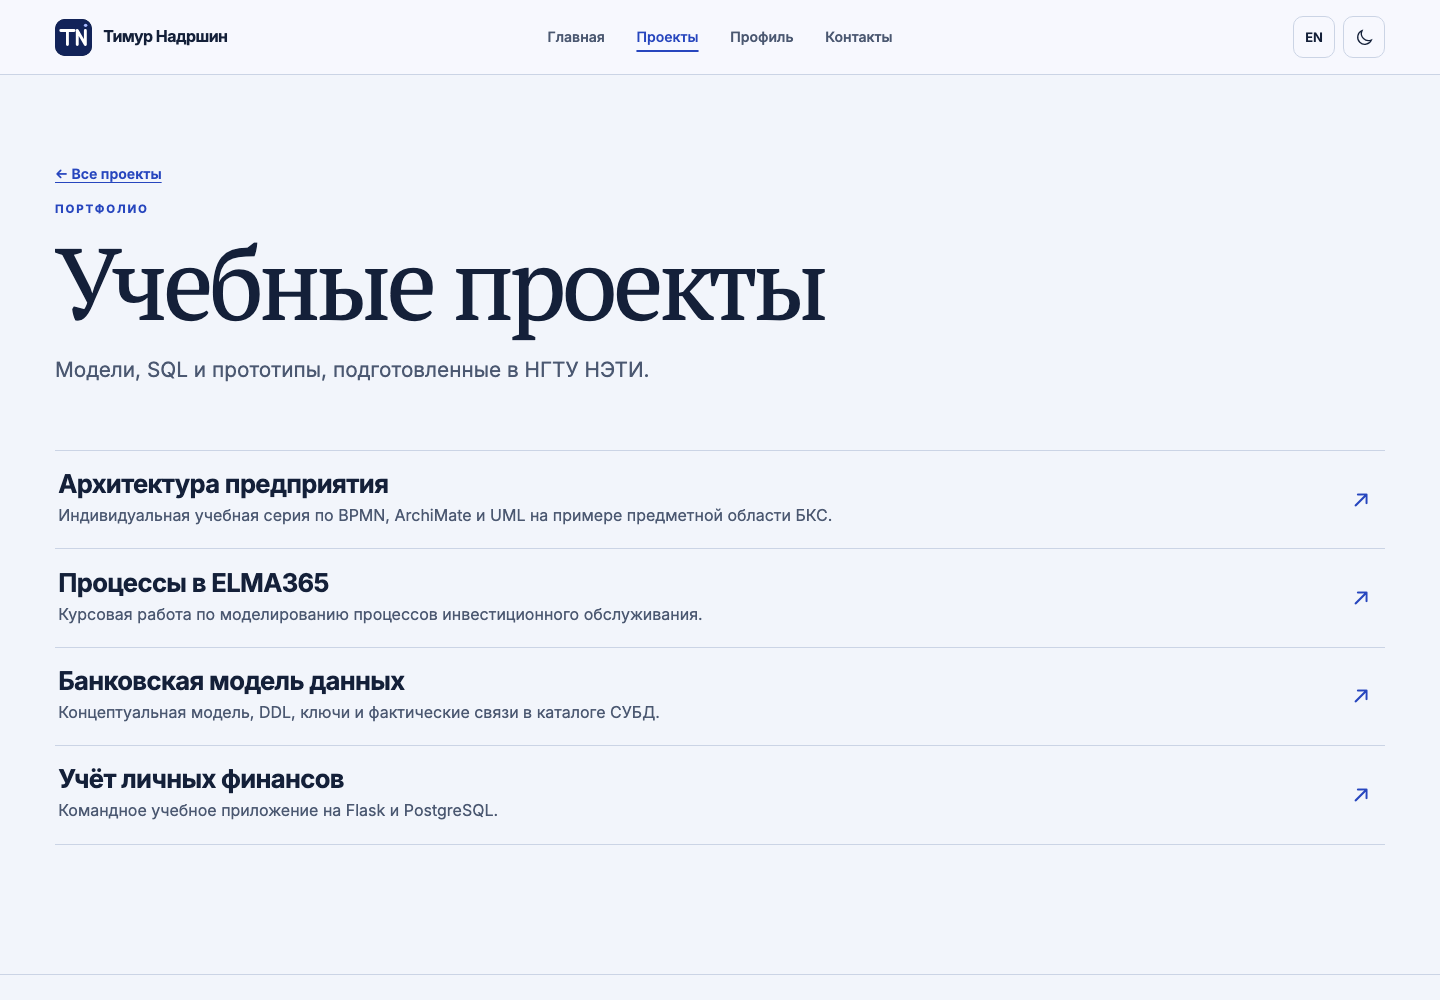 TN Тимур Надршин
Главная Проекты Профиль Контакты
EN
← Все проекты
ПОРТФОЛИО
Учебные проекты
Модели, SQL и прототипы, подготовленные в НГТУ НЭТИ.
Архитектура предприятия
Индивидуальная учебная серия по BPMN, ArchiMate и UML на примере предметной области БКС.
Процессы в ELMA365
Курсовая работа по моделированию процессов инвестиционного обслуживания.
Банковская модель данных
Концептуальная модель, DDL, ключи и фактические связи в каталоге СУБД.
Учёт личных финансов
Командное учебное приложение на Flask и PostgreSQL.